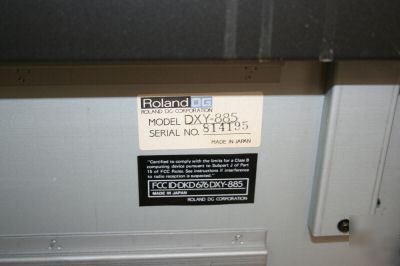 Roland DG
ROLAND DG CORPORATION
MODEL DXY-885
SERIAL NO. 814195
MADE IN JAPAN
"Certified to comply with the limits for a Class B
computing device pursuant to Subpart J of Part
15 of FCC Rules. See instructions if interference
to radio reception is suspected."
FCC ID:DKD676DXY-885
MADE IN JAPAN
ROLAND DG CORPORATION